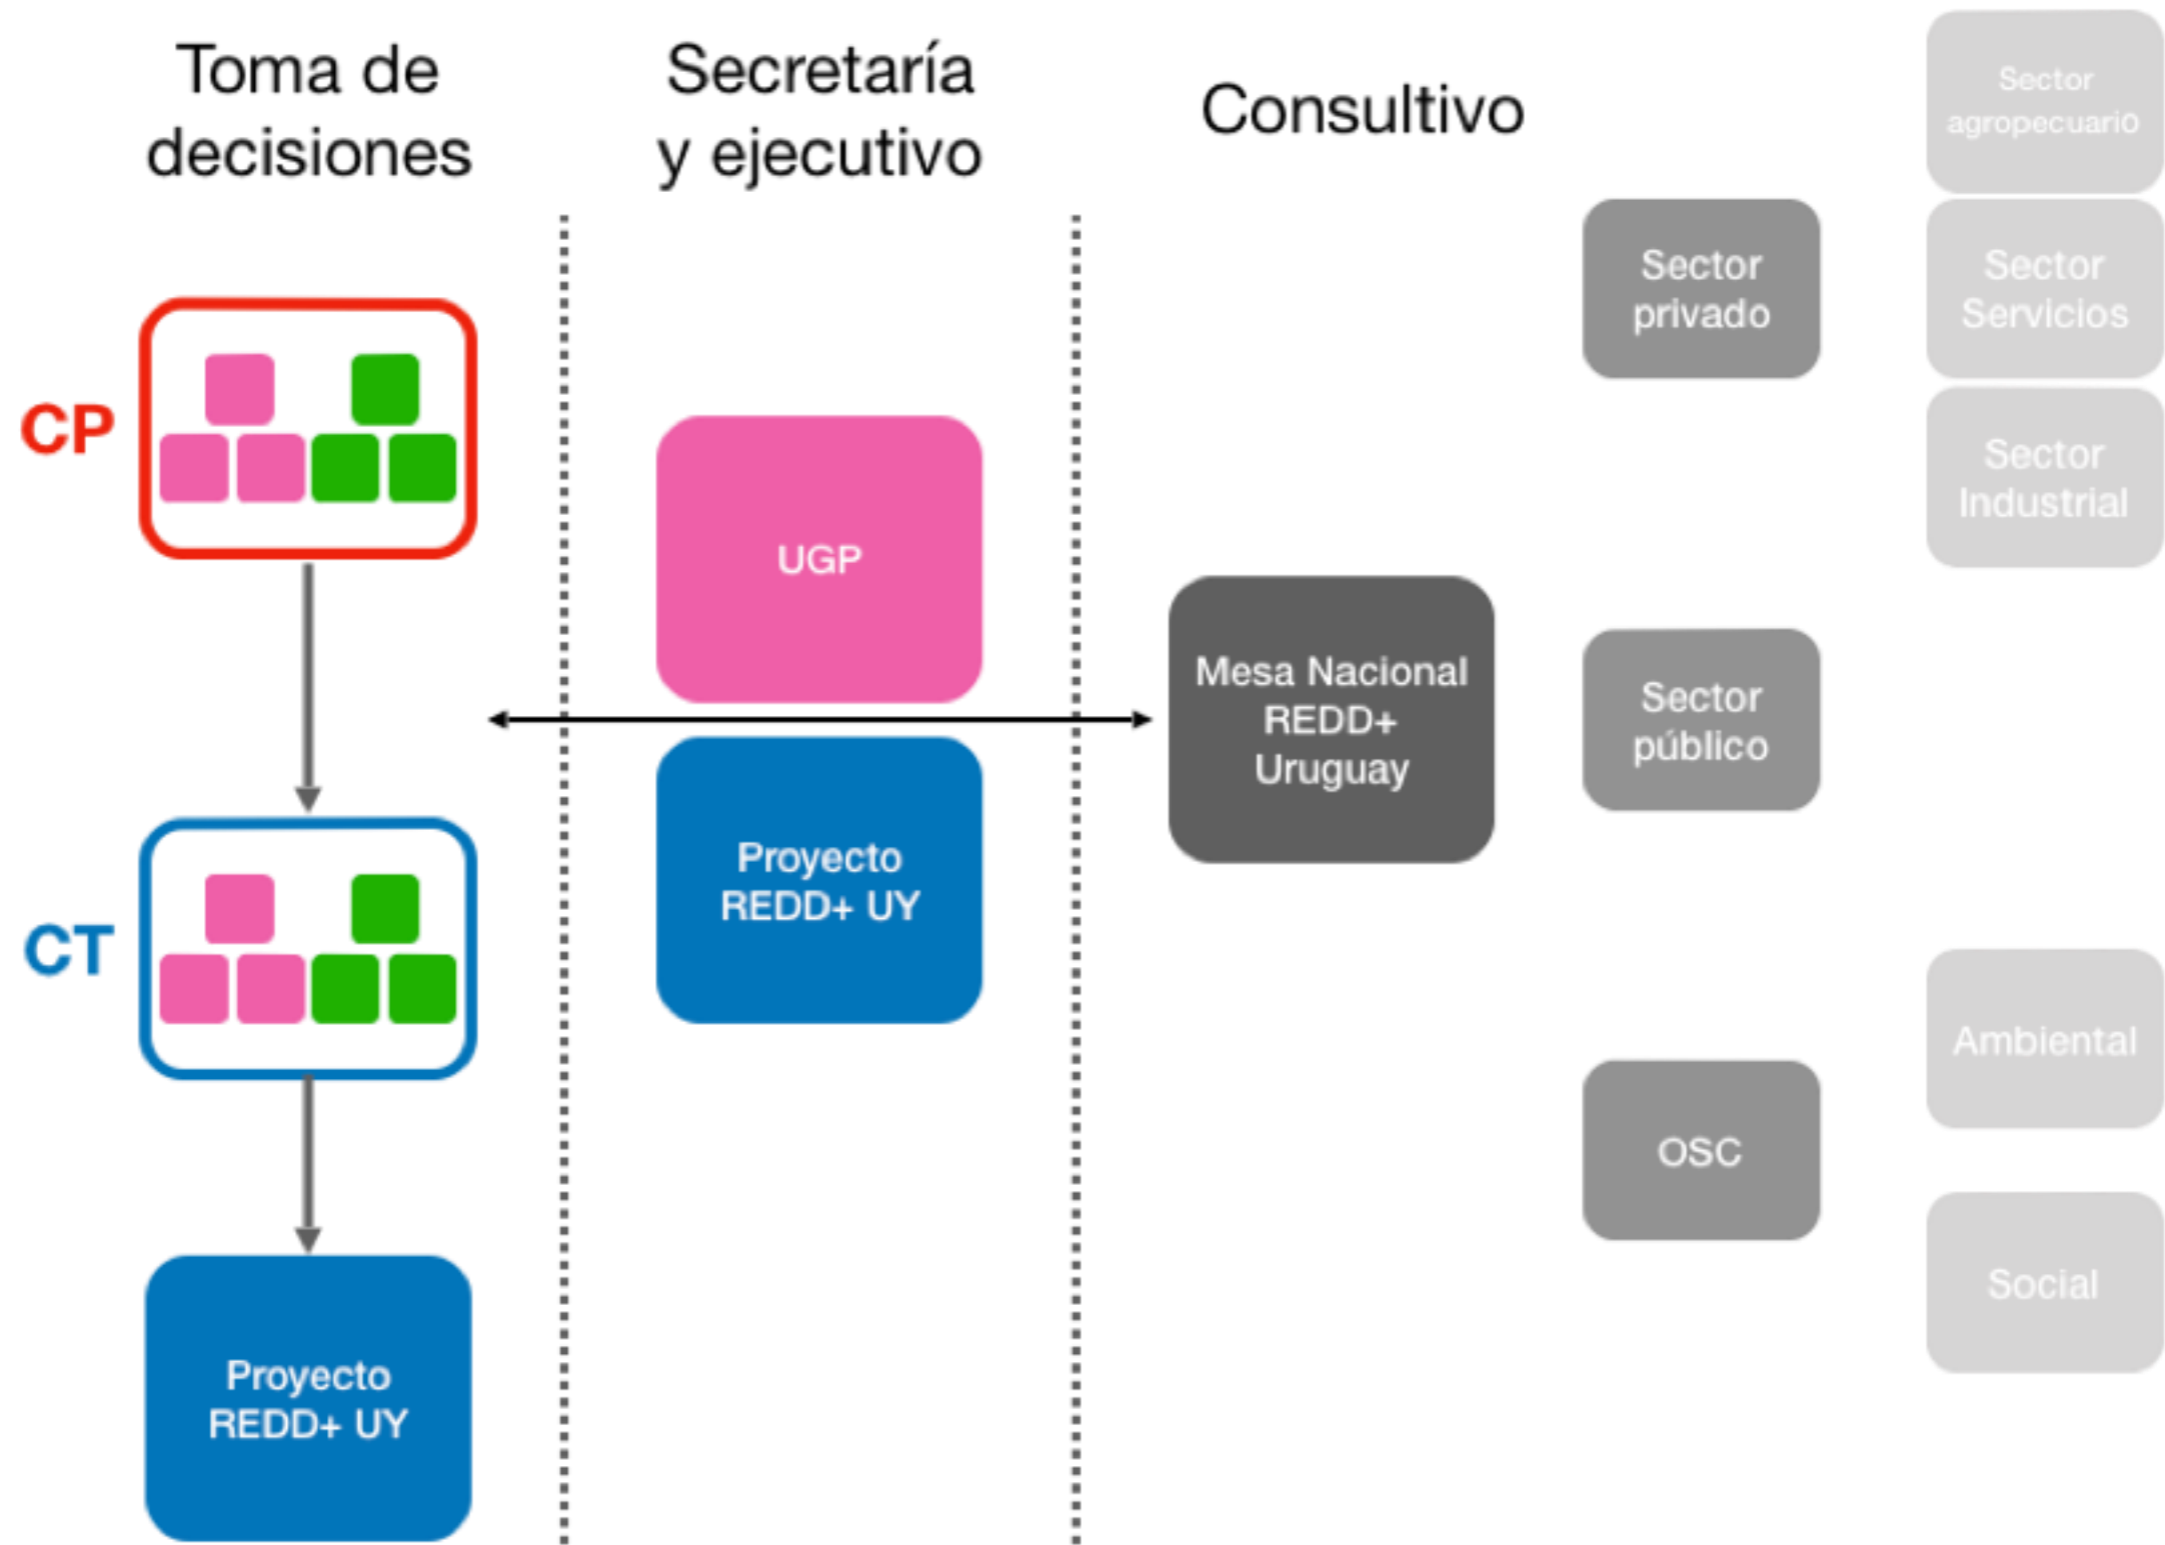 Toma de
decisiones
Secretaría
y ejecutivo
Consultivo
CP
CT
Proyecto
REDD+ UY
UGP
Proyecto
REDD+ UY
Mesa Nacional
REDD+
Uruguay
Sector
privado
Sector
público
OSC
Sector
agropecuari0
Sector
Servicios
Sector
Industrial
Ambiental
Social